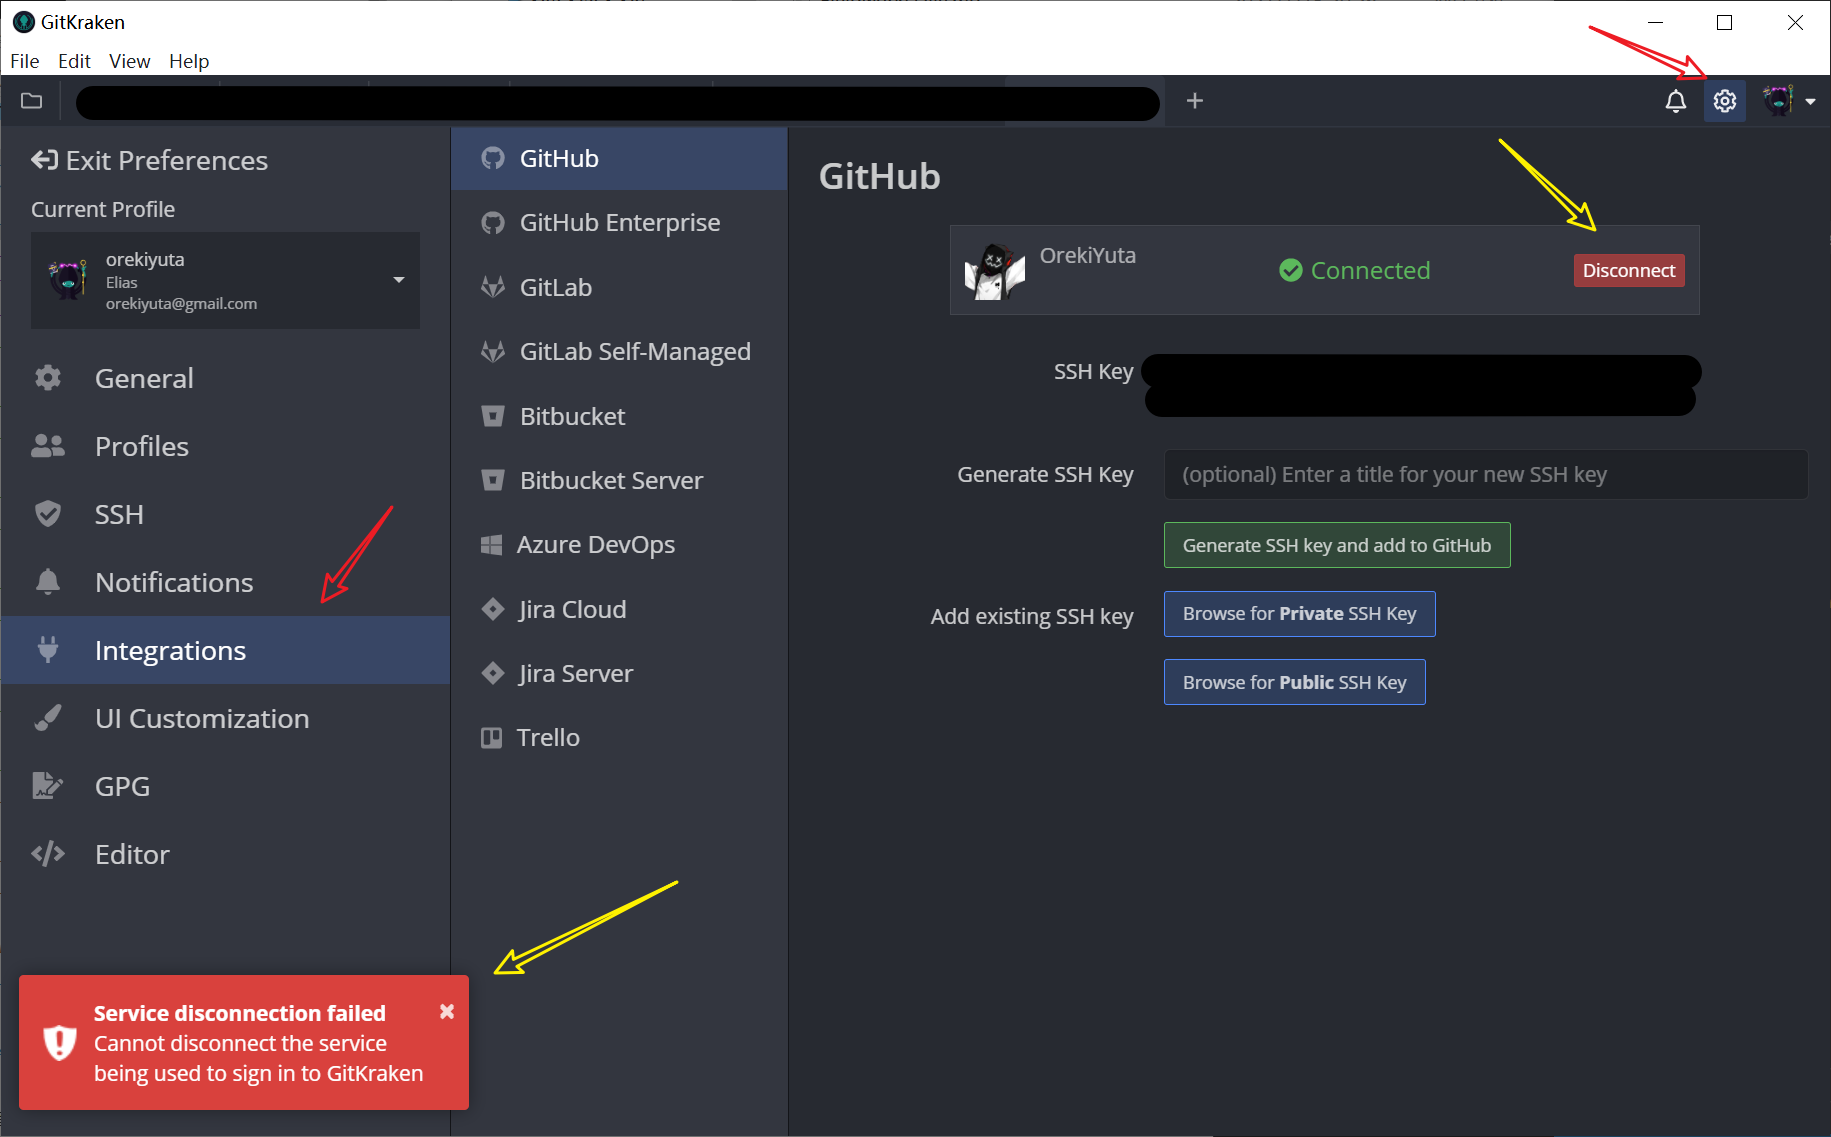 GitKraken
File Edit View Help
Exit Preferences
Current Profile
orekiyuta
Elias
orekiyuta@gmail.com
General
Profiles
SSH
Notifications
Integrations
UI Customization
GPG
Editor
GitHub
GitHub Enterprise
GitLab
GitLab Self-Managed
Bitbucket
Bitbucket Server
Azure DevOps
Jira Cloud
Jira Server
Trello
GitHub
OrekiYuta
Connected
Disconnect
SSH Key
Generate SSH Key
(optional) Enter a title for your new SSH key
Generate SSH key and add to GitHub
Add existing SSH key
Browse for Private SSH Key
Browse for Public SSH Key
Service disconnection failed
Cannot disconnect the service
being used to sign in to GitKraken